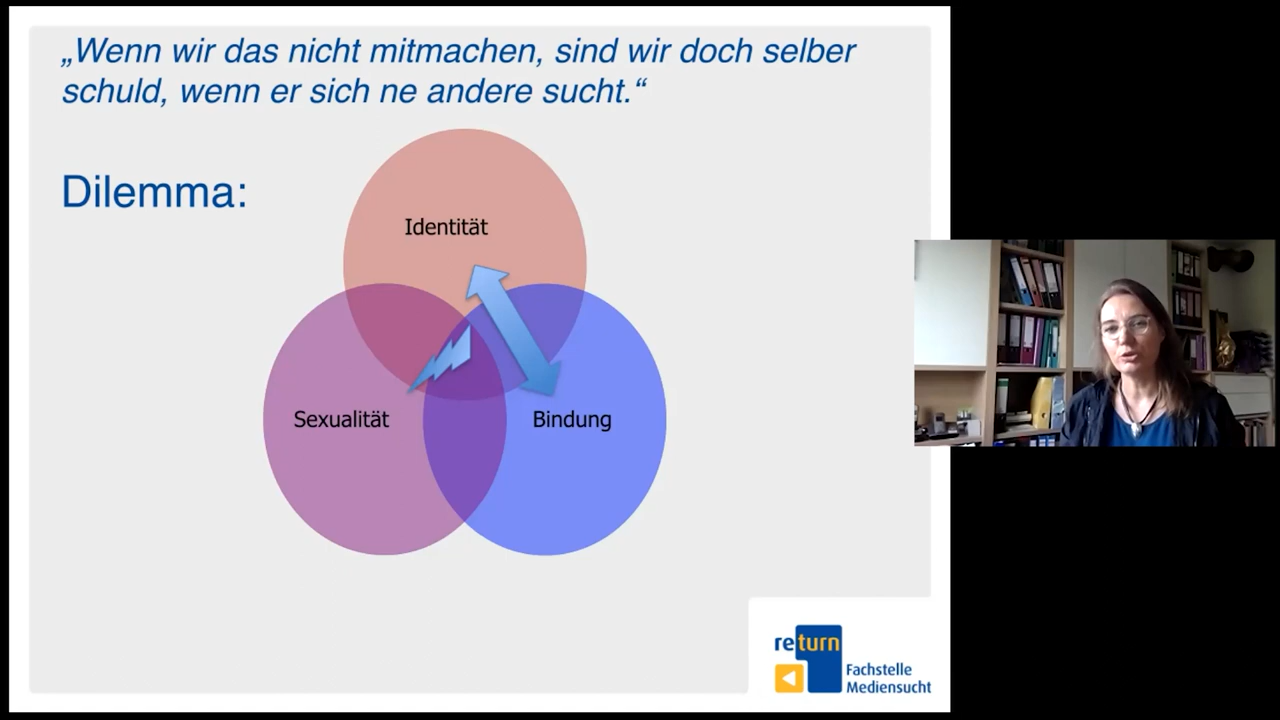 „Wenn wir das nicht mitmachen, sind wir doch selber
schuld, wenn er sich ne andere sucht.“
Dilemma:
Identität
Sexualität
Bindung
return
Fachstelle
Mediensucht